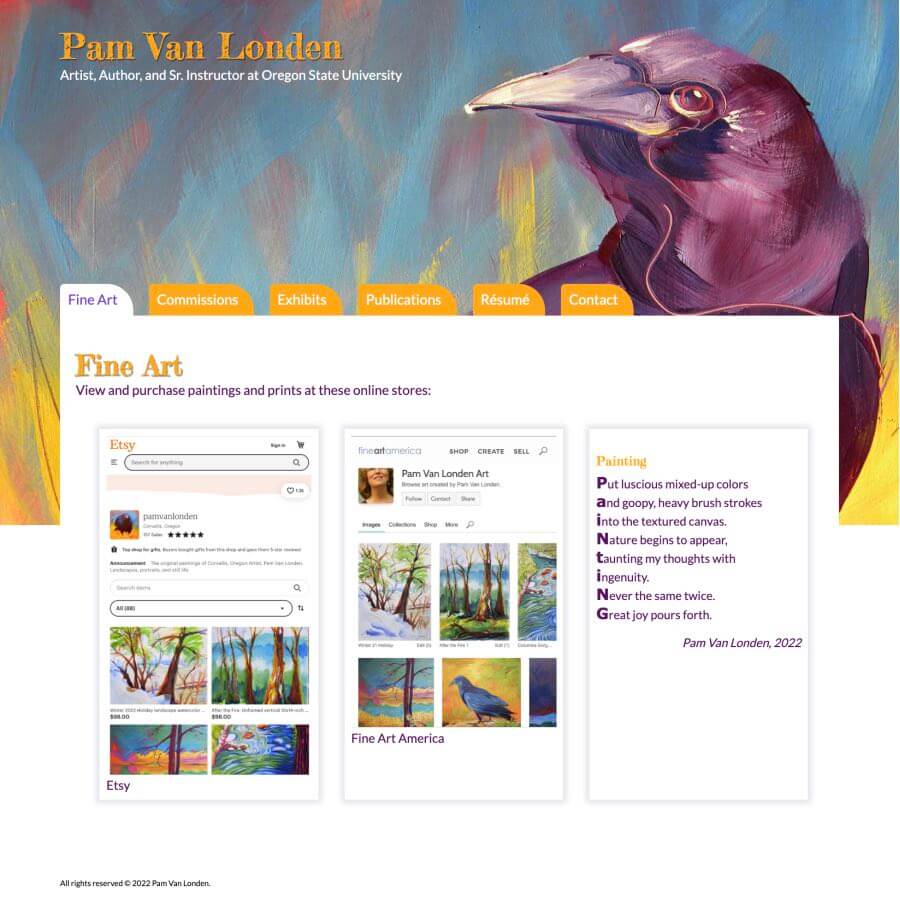 Pam Van Londen
Artist, Author, and Sr. Instructor at Oregon State University
Fine Art
Commissions
Exhibits
Publications
Résumé
Contact
Fine Art
View and purchase paintings and prints at these online stores:
Etsy
Sign in
Search for anything
pamvanlonden
Corvallis, Oregon
157 Sales
Top shop for gifts. Buyers bought gifts from this shop and gave them 5-star reviews!
Announcement The original paintings of Corvallis, Oregon Artist, Pam Van Londen.
Landscapes, portraits, and still life.
Search items
All (88)
Winter 2022 Holiday landscape watercolor ...
$98.00
After the Fire: Unframed vertical 15x14-inch ...
$98.00
Etsy
fineartamerica
SHOP CREATE SELL
Pam Van Londen Art
Browse art created by Pam Van Londen.
Follow Contact Share
Images Collections Shop More
Winter 21 Holiday
After the Fire 1
Columbia Gorg...
Fine Art America
Painting
Put luscious mixed-up colors
and goopy, heavy brush strokes
into the textured canvas.
Nature begins to appear,
taunting my thoughts with
ingenuity.
Never the same twice.
Great joy pours forth.
Pam Van Londen, 2022
All rights reserved © 2022 Pam Van Londen.